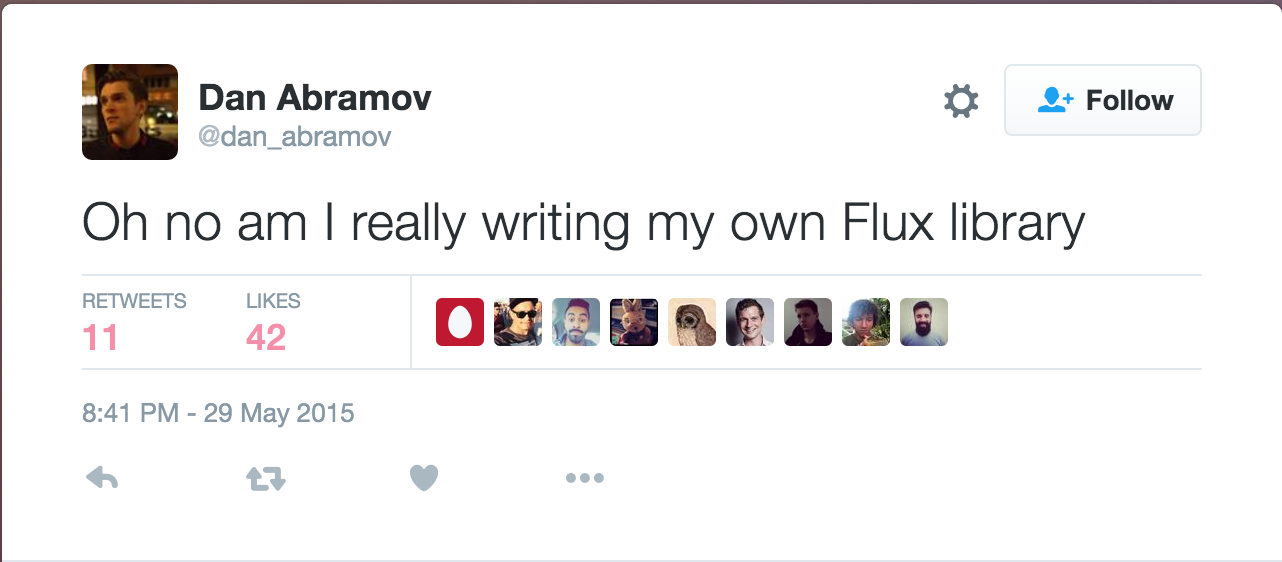 Dan Abramov
@dan_abramov
Follow
Oh no am I really writing my own Flux library
RETWEETS LIKES
11 42
8:41 PM - 29 May 2015